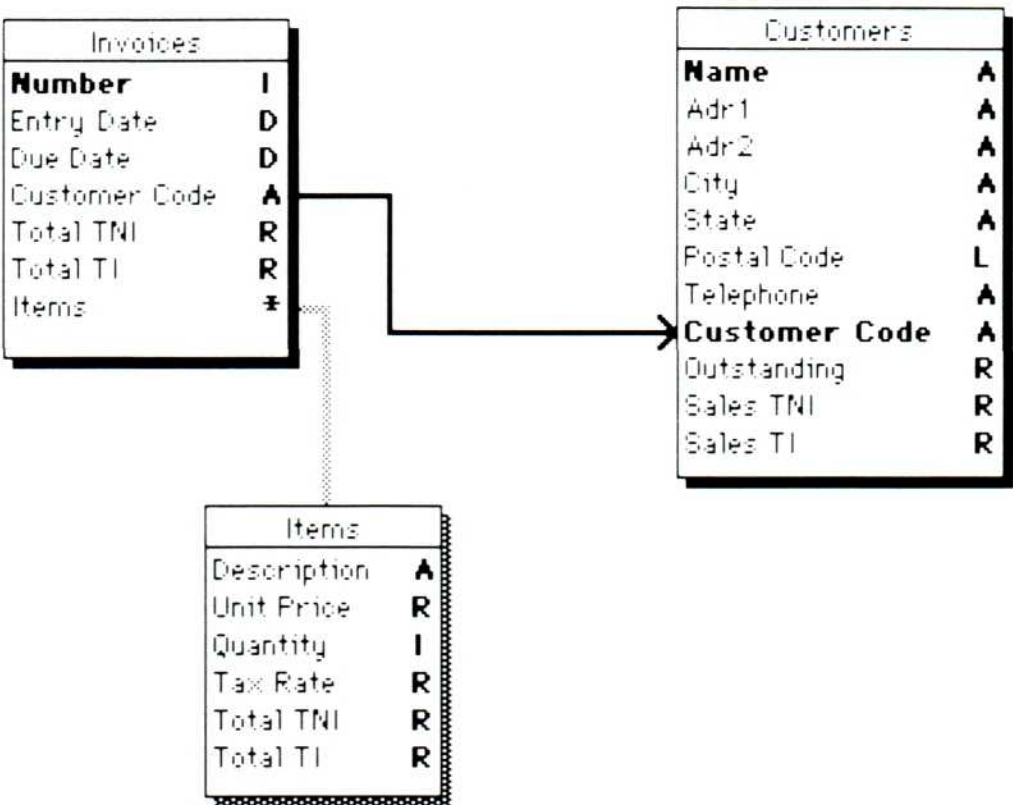 Invoices
Number I
Entry Date D
Due Date D
Customer Code A
Total TNI R
Total TI R
Items *
Customers
Name A
Adr1 A
Adr2 A
City A
State A
Postal Code L
Telephone A
Customer Code A
Outstanding R
Sales TNI R
Sales TI R
Items
Description A
Unit Price R
Quantity I
Tax Rate R
Total TNI R
Total TI R